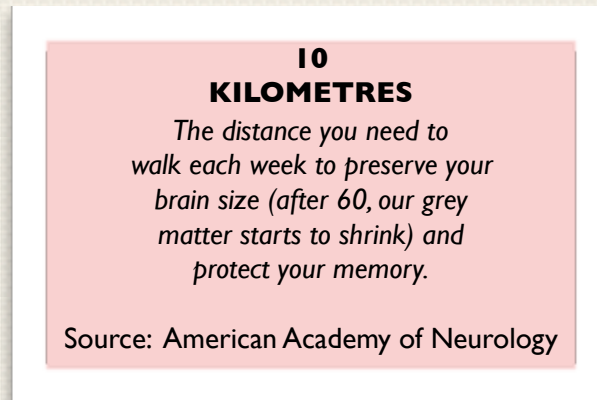 10
KILOMETRES
The distance you need to
walk each week to preserve your
brain size (after 60, our grey
matter starts to shrink) and
protect your memory.
Source: American Academy of Neurology